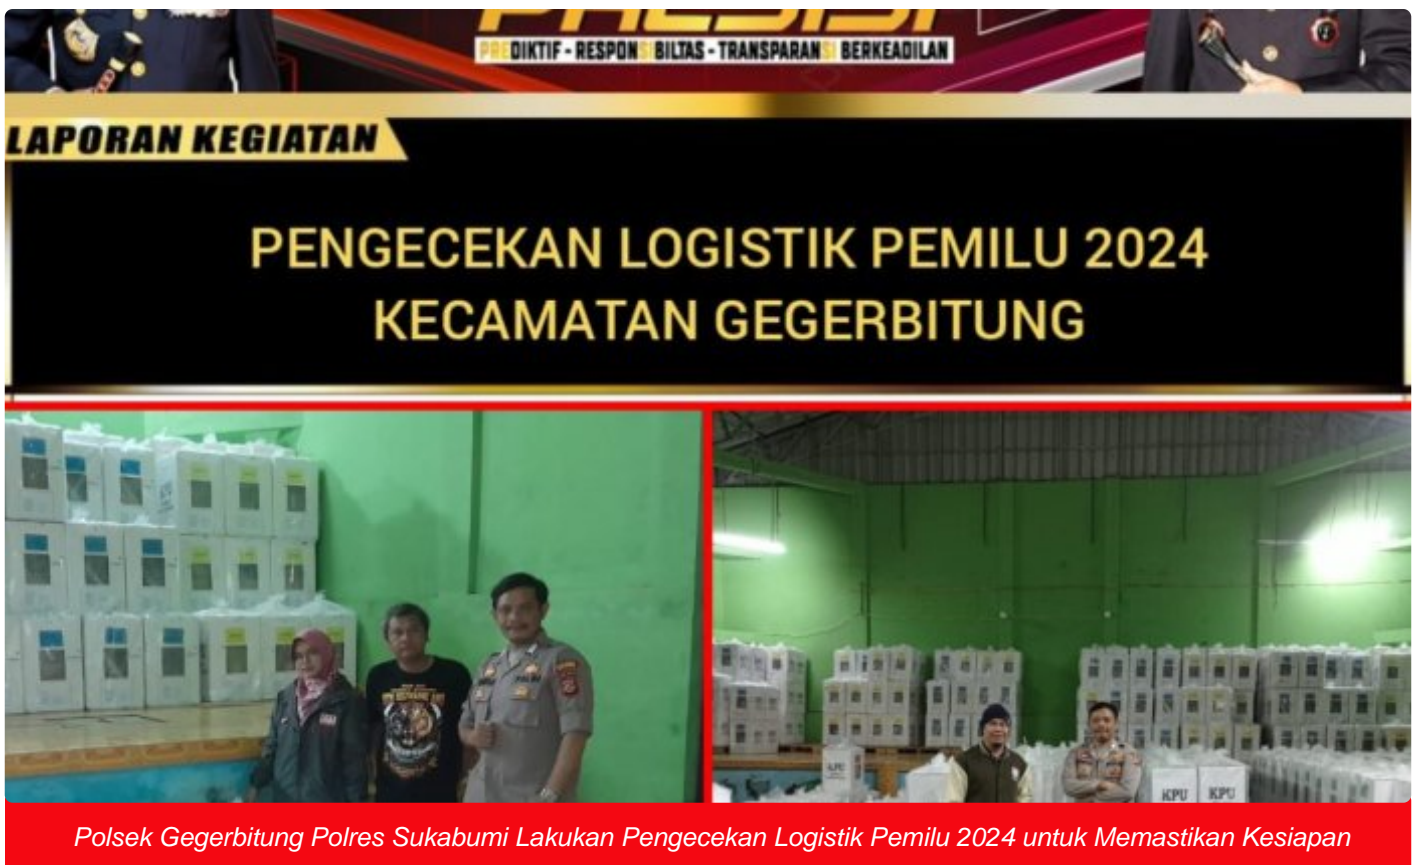 PRESISI
PREDIKTIF - RESPONSIBILTAS - TRANSPARANSI BERKEADILAN
LAPORAN KEGIATAN
PENGECEKAN LOGISTIK PEMILU 2024
KECAMATAN GEGERBITUNG
KPU
KPU KPU
Polsek Gegerbitung Polres Sukabumi Lakukan Pengecekan Logistik Pemilu 2024 untuk Memastikan Kesiapan